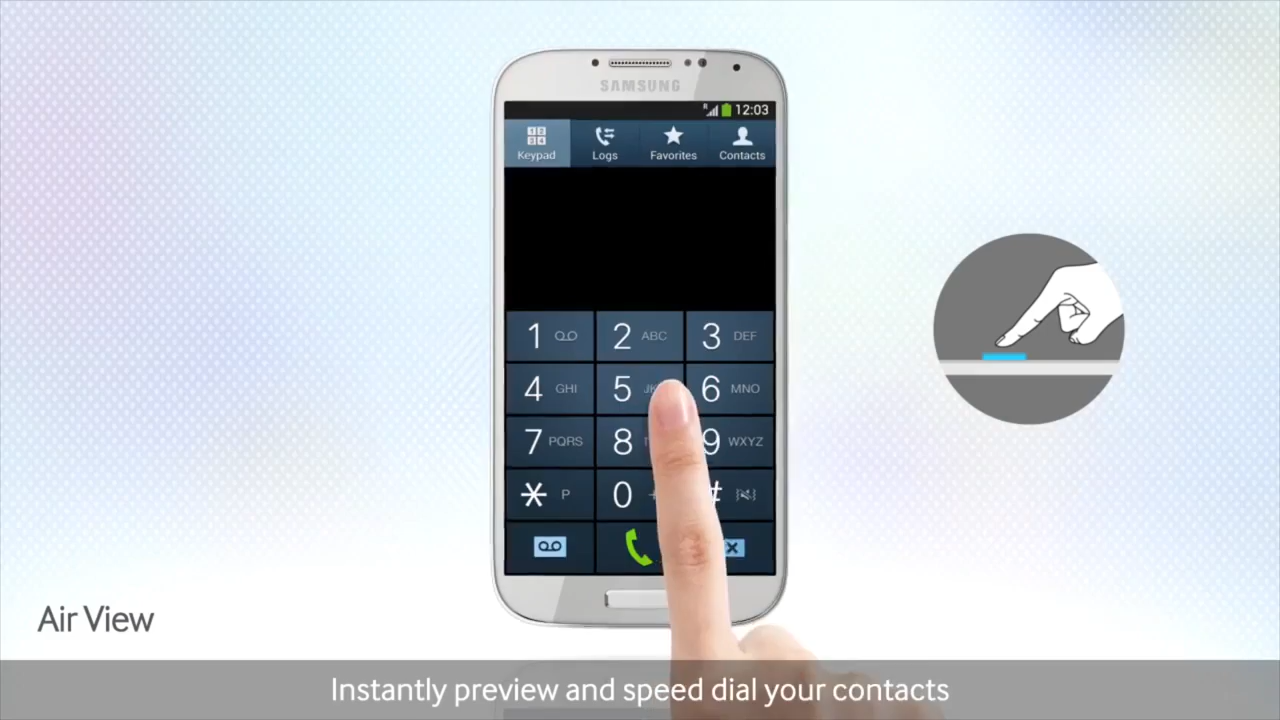 SAMSUNG
R 12:03
Keypad Logs Favorites Contacts
1 2 ABC 3 DEF
4 GHI 5 6 MNO
7 PQRS 8 9 WXYZ
* P 0 + #
Air View
Instantly preview and speed dial your contacts